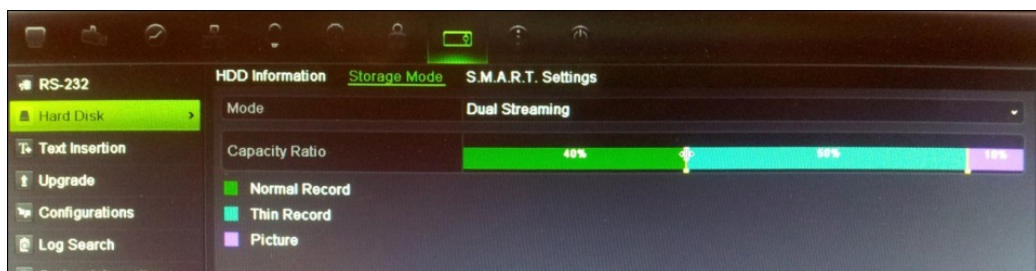 RS-232
Hard Disk
Text Insertion
Upgrade
Configurations
Log Search
HDD Information Storage Mode S.M.A.R.T. Settings
Mode Dual Streaming
Capacity Ratio 40% 50% 10%
Normal Record
Thin Record
Picture